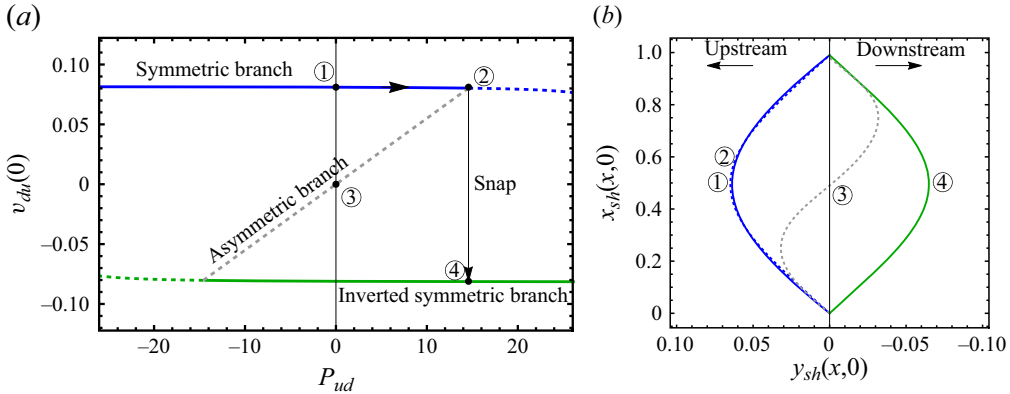 (a)
0.10
Symmetric branch
①
②
0.05
v_du(0)
0
Asymmetric branch
③
Snap
−0.05
④
Inverted symmetric branch
−0.10
−20
−10
0
10
20
P_ud
(b)
1.0
Upstream
Downstream
0.8
②
0.6
①
③
④
x_sh(x,0)
0.4
0.2
0
0.10
0.05
0
−0.05
−0.10
y_sh(x,0)